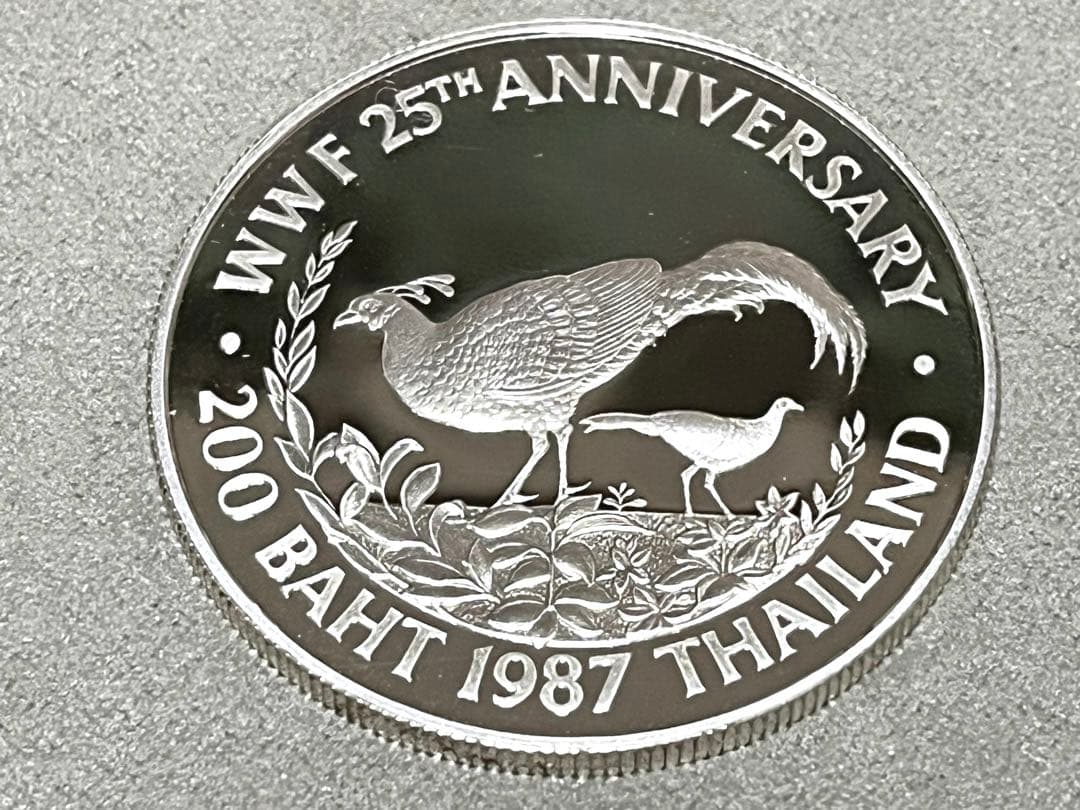 WWF 25TH ANNIVERSARY
200 BAHT 1987 THAILAND